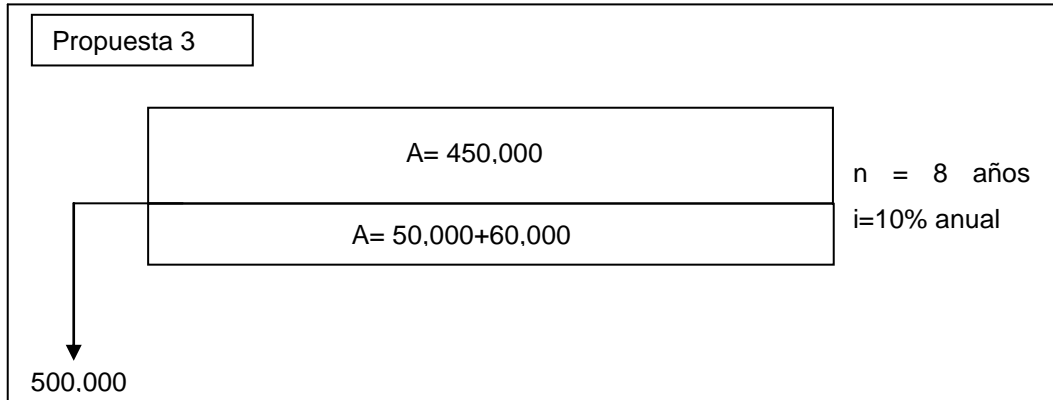 Propuesta 3
A= 450,000
n = 8 años
i=10% anual
A= 50,000+60,000
500,000